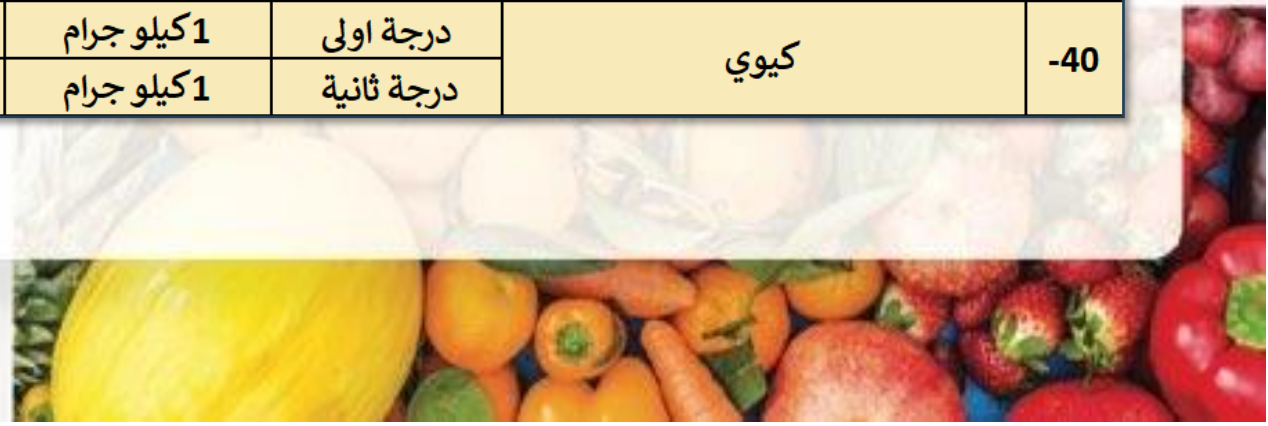 40- كيوي درجة اولى 1كيلو جرام
درجة ثانية 1كيلو جرام